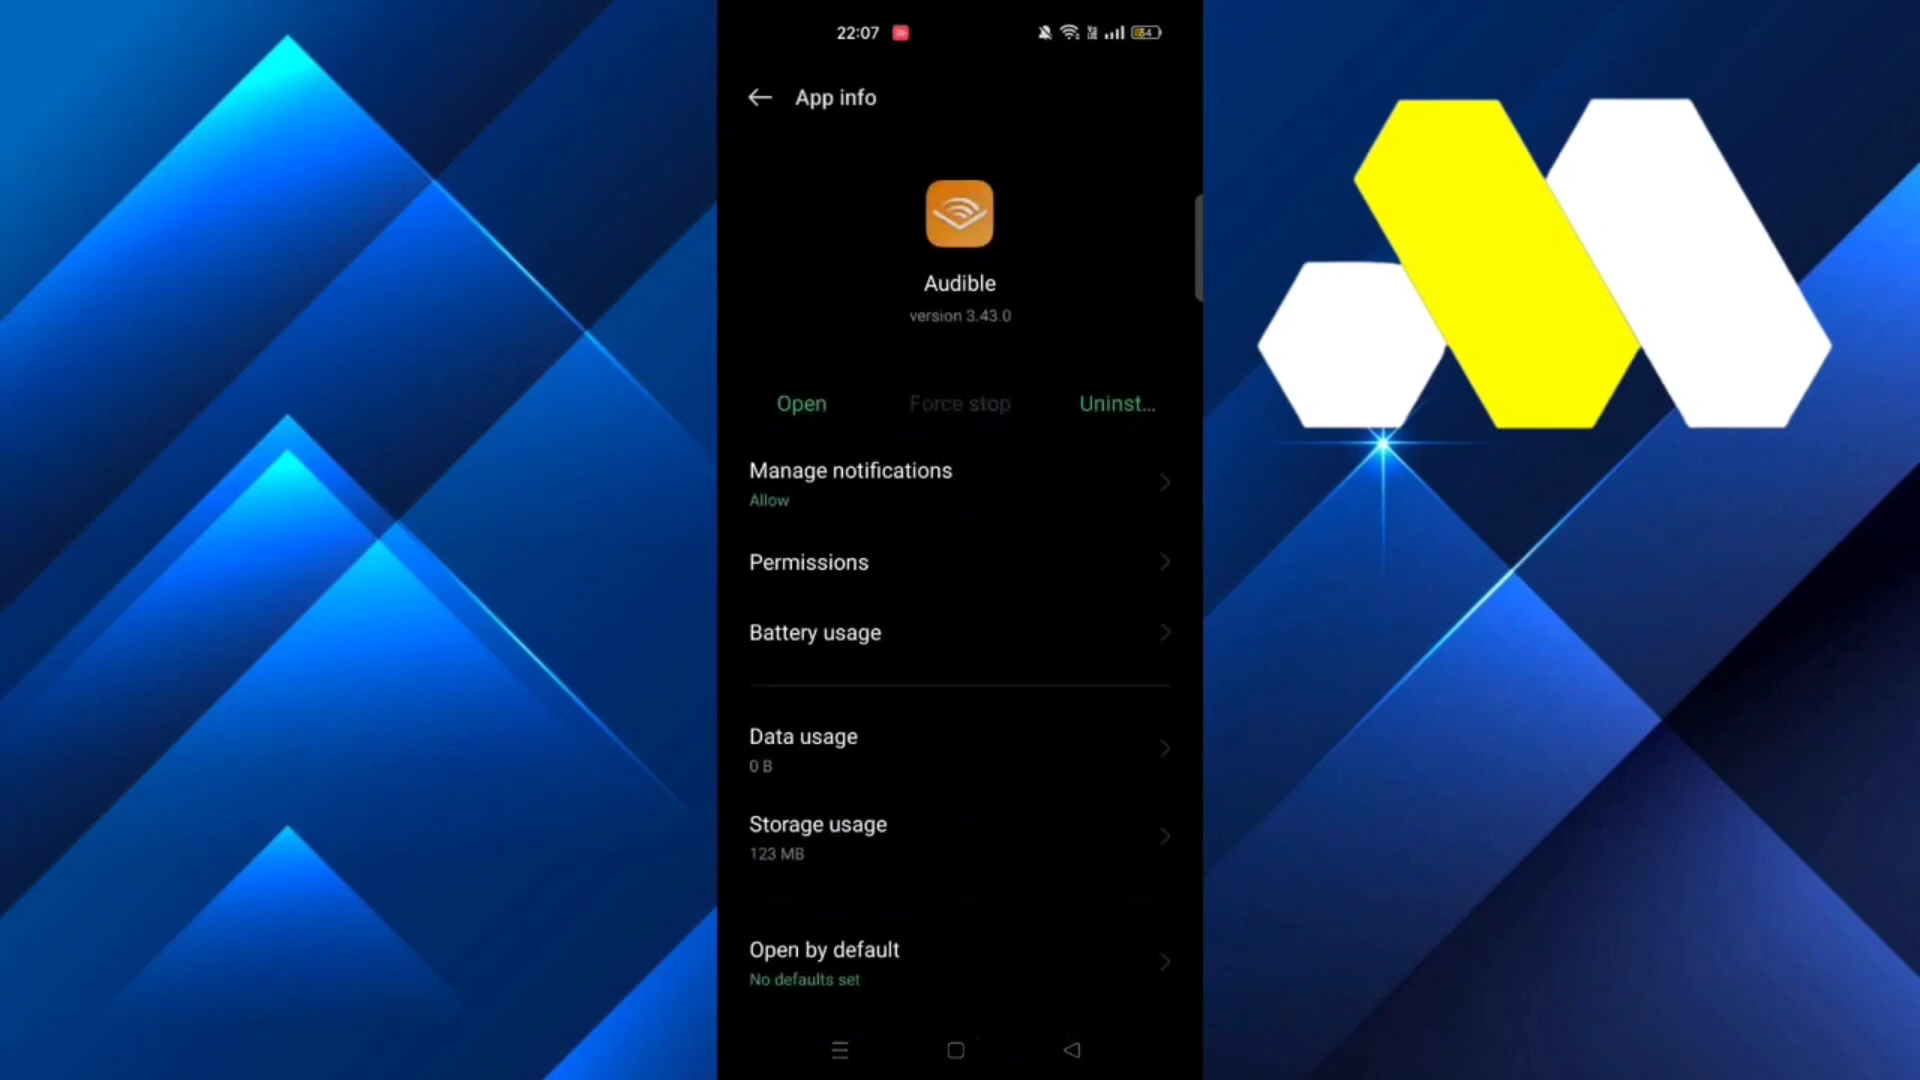 22:07
54
App info
Audible
version 3.43.0
Open
Force stop
Uninst...
Manage notifications
Allow
Permissions
Battery usage
Data usage
0 B
Storage usage
123 MB
Open by default
No defaults set